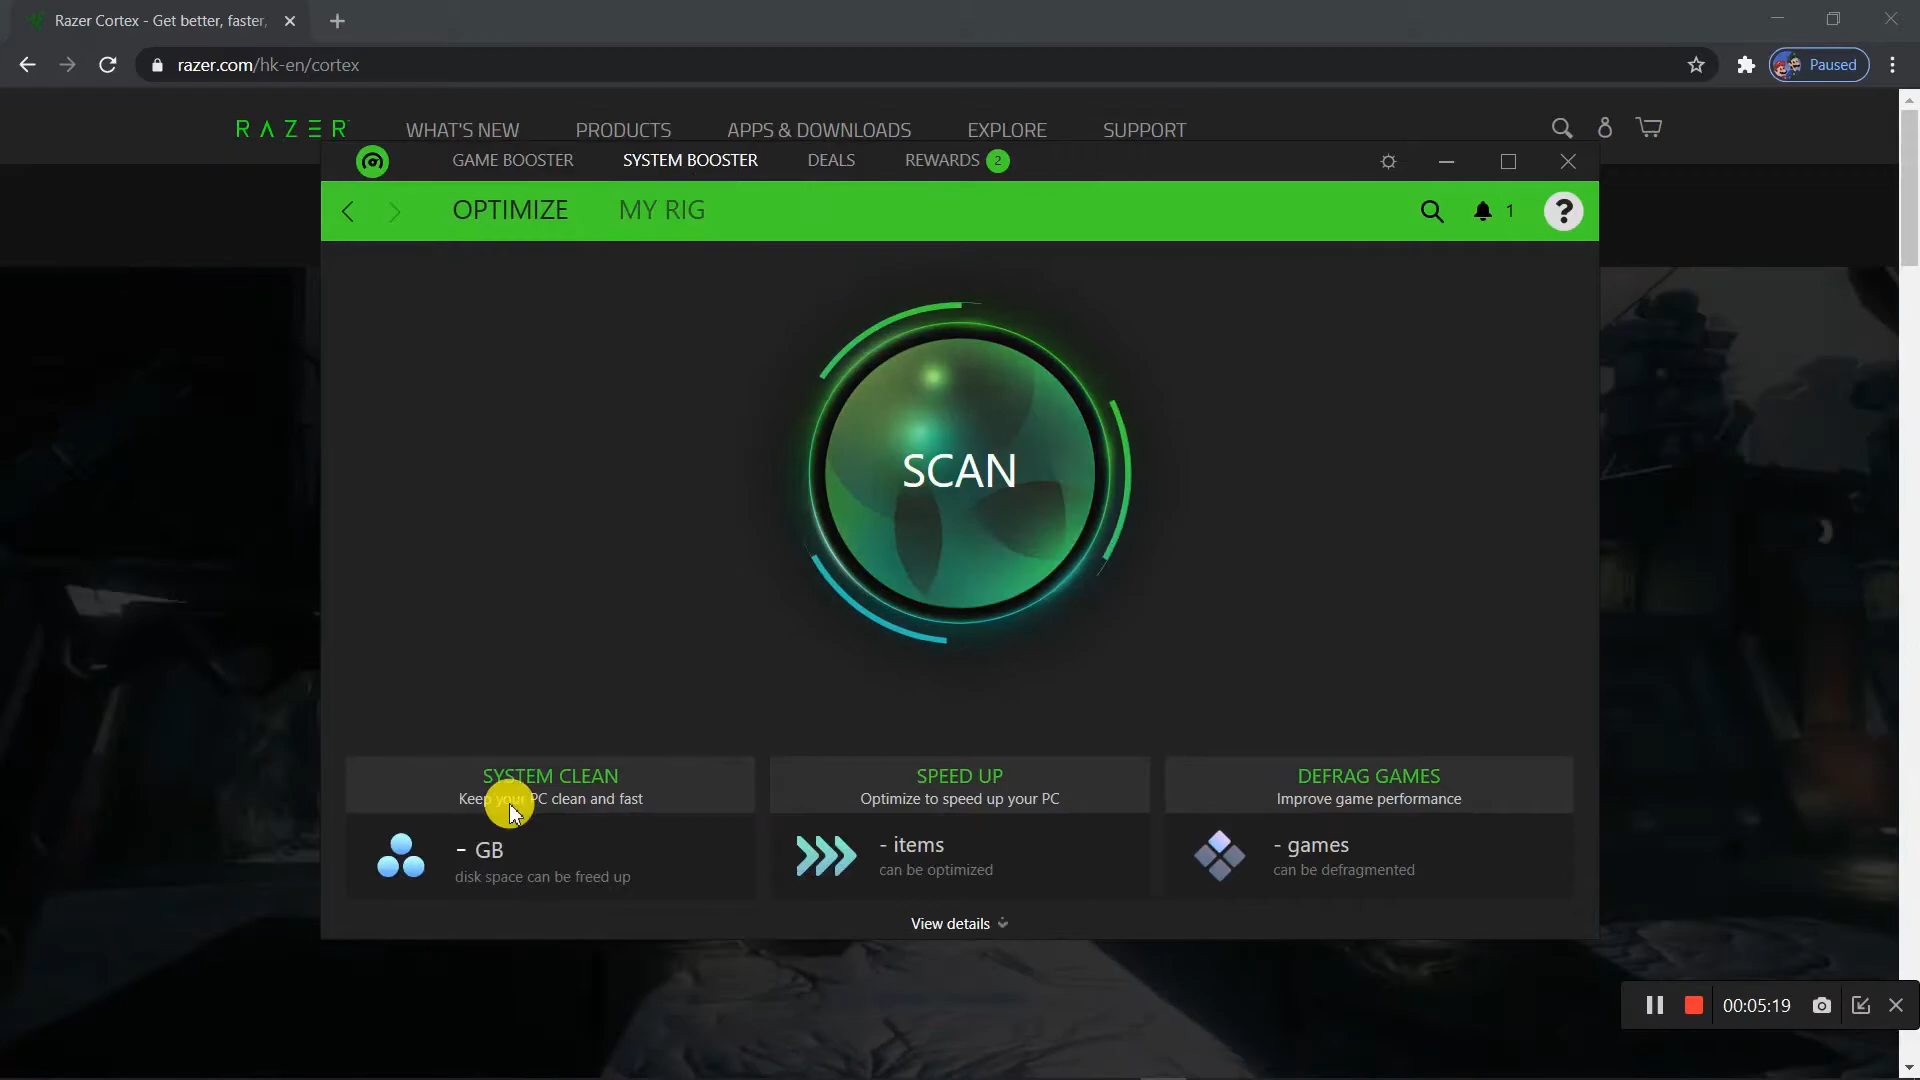 Razer Cortex - Get better, faster,
razer.com/hk-en/cortex
Paused
RAZER
WHAT'S NEW
PRODUCTS
APPS & DOWNLOADS
EXPLORE
SUPPORT
GAME BOOSTER
SYSTEM BOOSTER
DEALS
REWARDS 2
OPTIMIZE
MY RIG
1
?
SCAN
SYSTEM CLEAN
Keep your PC clean and fast
- GB
disk space can be freed up
SPEED UP
Optimize to speed up your PC
- items
can be optimized
DEFRAG GAMES
Improve game performance
- games
can be defragmented
View details
00:05:19